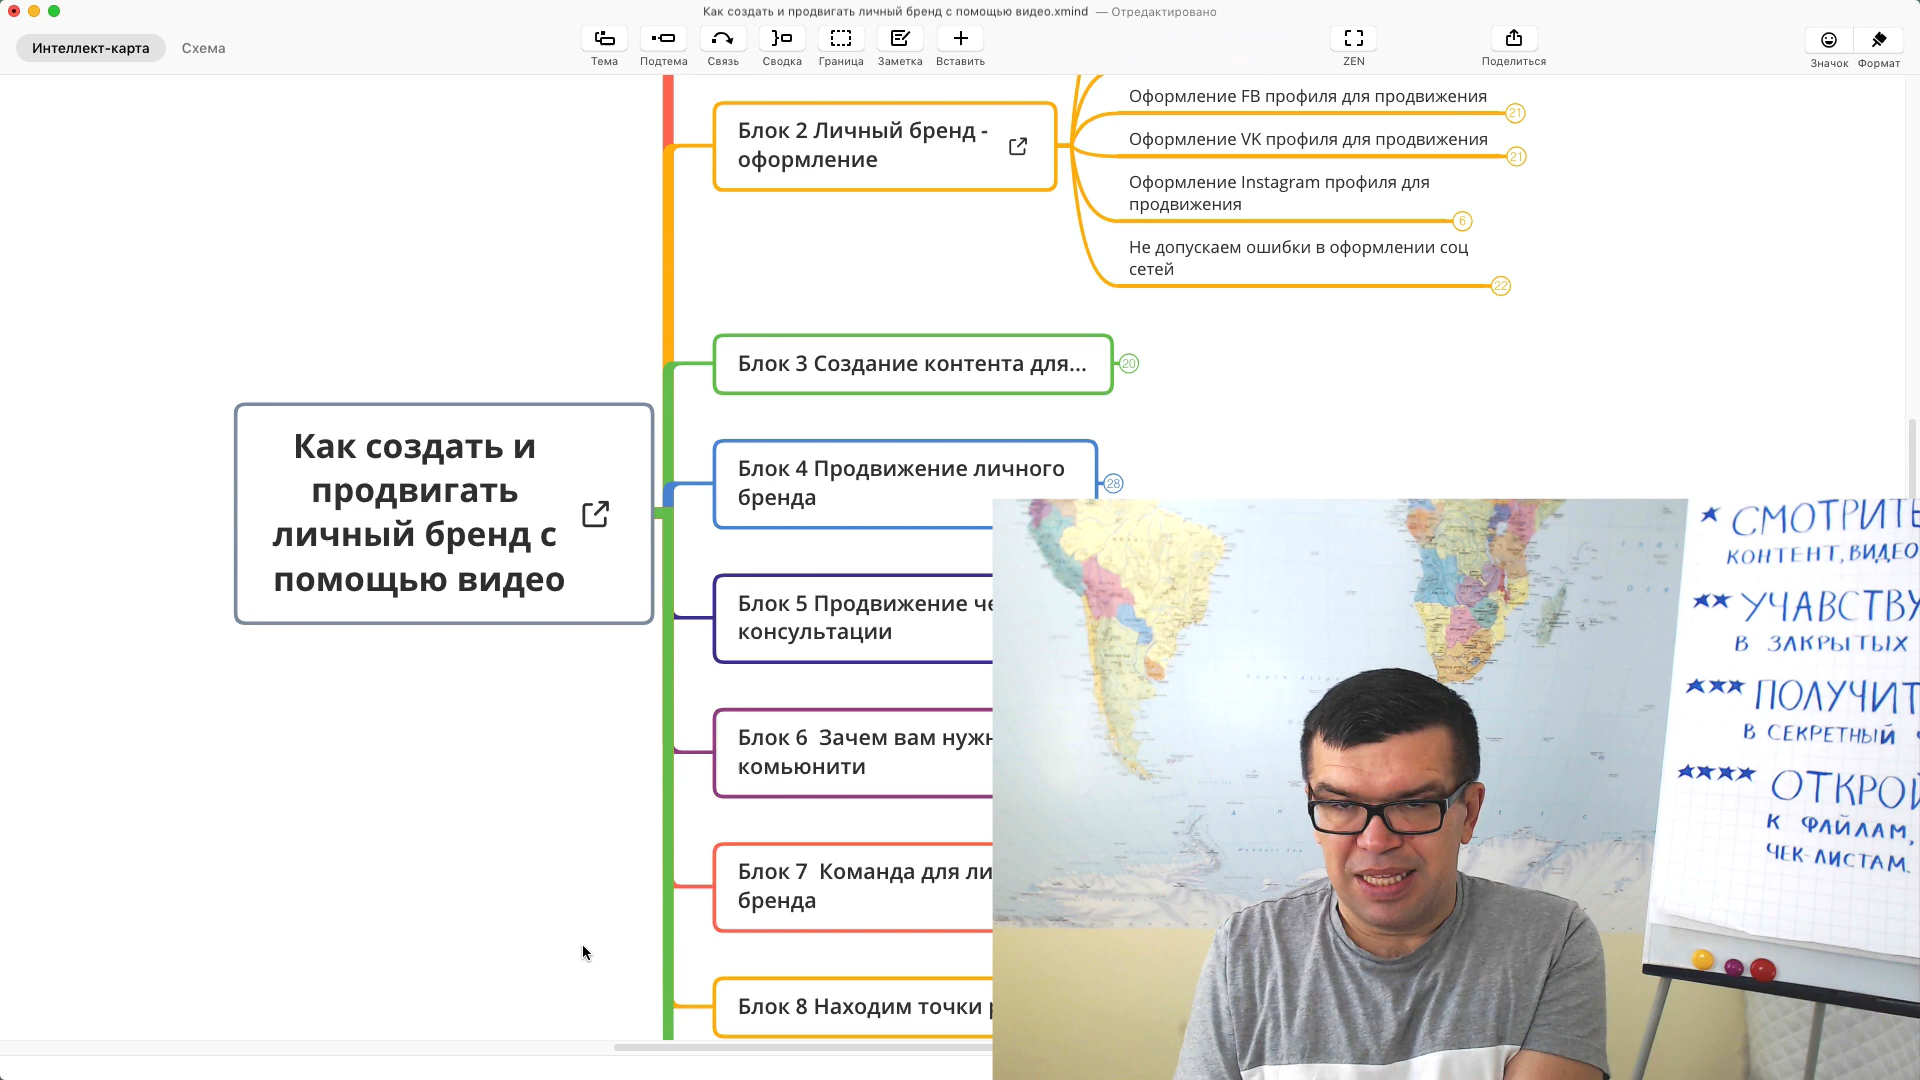 Как создать и продвигать личный бренд с помощью видео.xmind — Отредактировано
Интеллект-карта
Схема
Тема
Подтема
Связь
Сводка
Граница
Заметка
Вставить
ZEN
Поделиться
Значок
Формат
Блок 2 Личный бренд -
оформление
Оформление FB профиля для продвижения
21
Оформление VK профиля для продвижения
21
Оформление Instagram профиля для
продвижения
6
Не допускаем ошибки в оформлении соц
сетей
22
Блок 3 Создание контента для...
20
Как создать и
продвигать
личный бренд с
помощью видео
Блок 4 Продвижение личного
бренда
28
Блок 5 Продвижение че
консультации
Блок 6 Зачем вам нужн
комьюнити
Блок 7 Команда для ли
бренда
Блок 8 Находим точки р
СМОТРИТЕ
КОНТЕНТ, ВИДЕО
УЧАВСТВУ
В ЗАКРЫТЫХ
ПОЛУЧИТ
В СЕКРЕТНЫЙ
ОТКРОЙ
К ФАЙЛАМ,
ЧЕК-ЛИСТАМ.